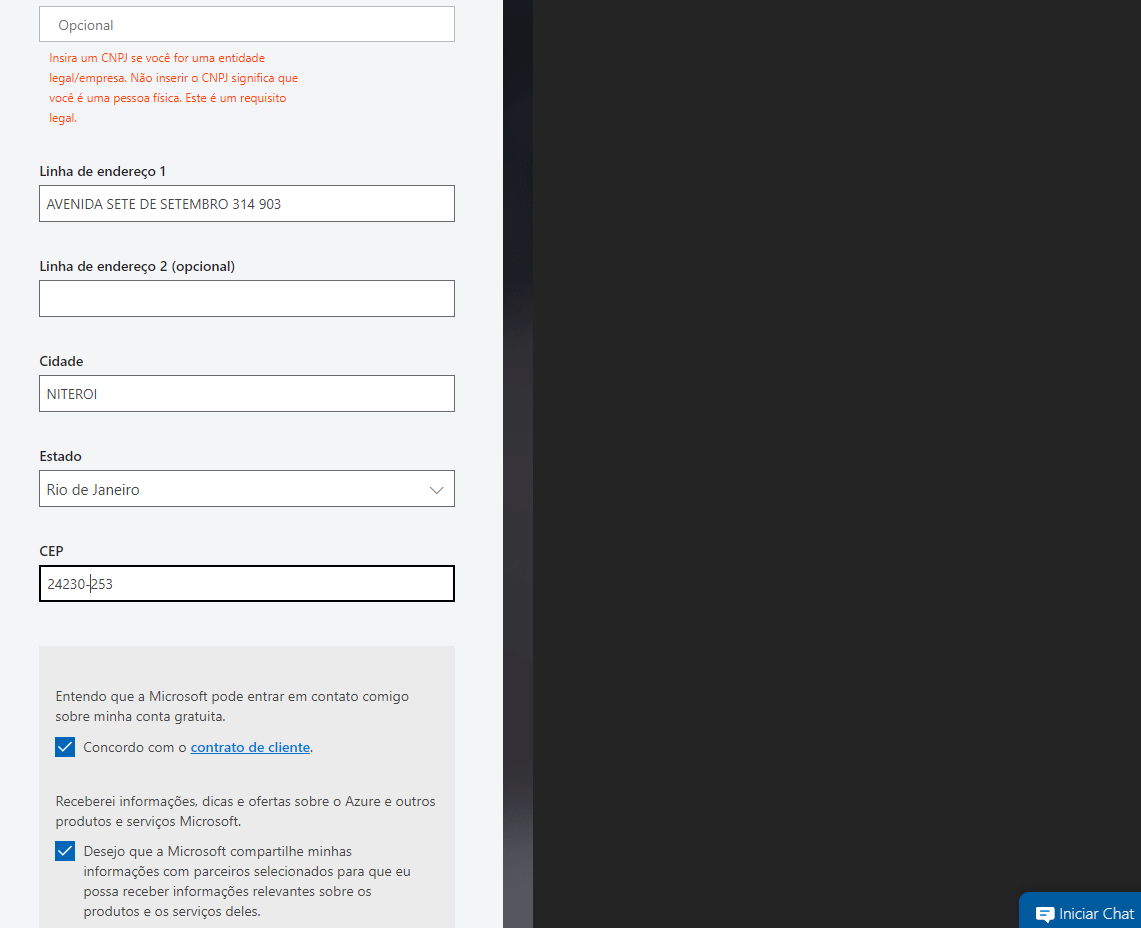 Opcional
Insira um CNPJ se você for uma entidade
legal/empresa. Não inserir o CNPJ significa que
você é uma pessoa física. Este é um requisito
legal.
Linha de endereço 1
AVENIDA SETE DE SETEMBRO 314 903
Linha de endereço 2 (opcional)
Cidade
NITEROI
Estado
Rio de Janeiro
CEP
24230-253
Entendo que a Microsoft pode entrar em contato comigo
sobre minha conta gratuita.
Concordo com o contrato de cliente.
Receberei informações, dicas e ofertas sobre o Azure e outros
produtos e serviços Microsoft.
Desejo que a Microsoft compartilhe minhas
informações com parceiros selecionados para que eu
possa receber informações relevantes sobre os
produtos e os serviços deles.
Iniciar Chat